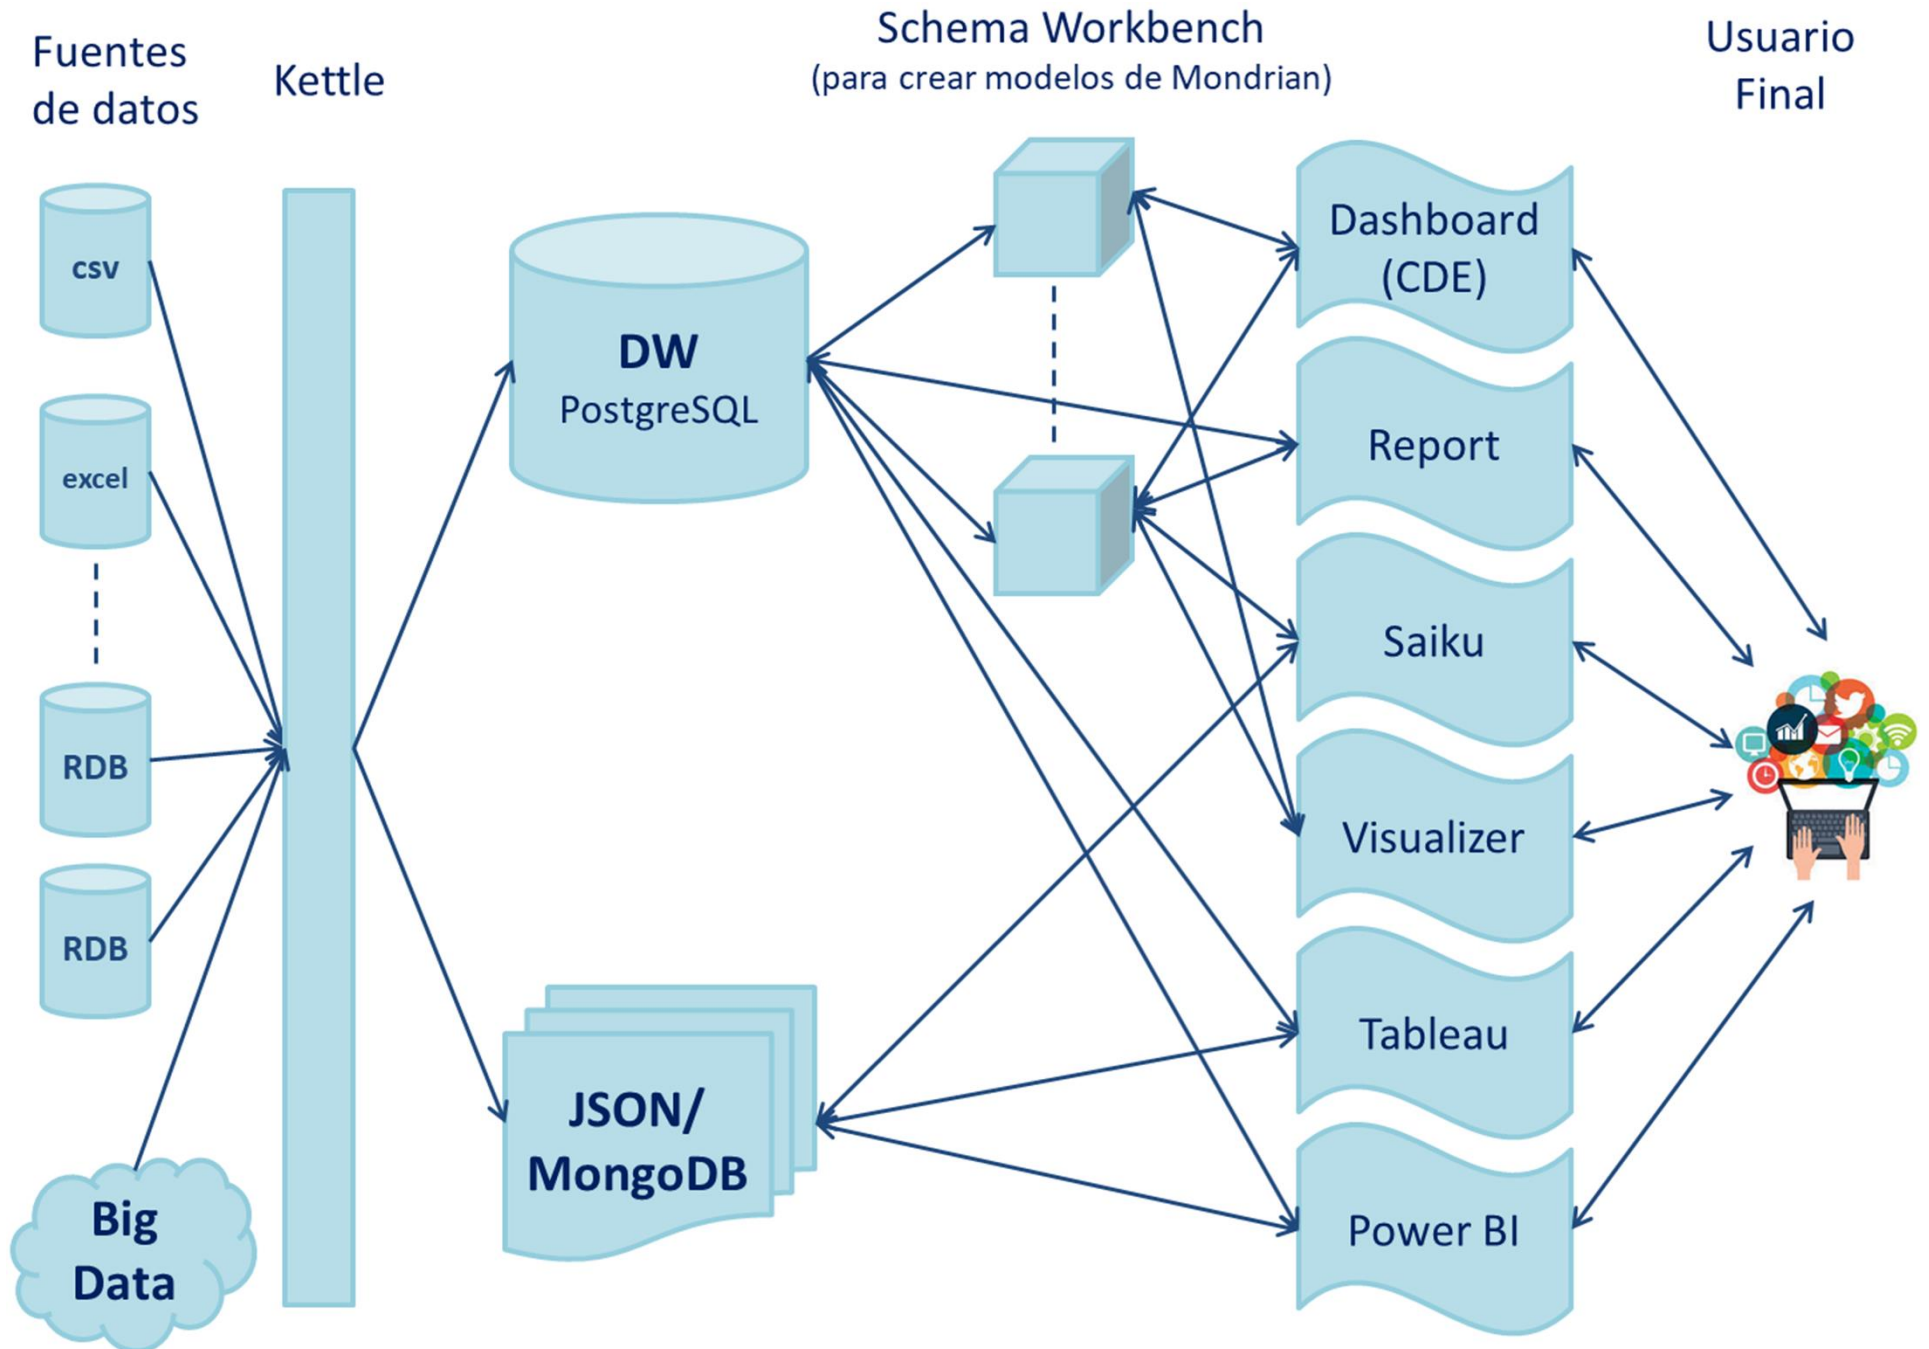 Fuentes
de datos
Kettle
Schema Workbench
(para crear modelos de Mondrian)
Usuario
Final
csv
excel
RDB
RDB
Big
Data
DW
PostgreSQL
JSON/
MongoDB
Dashboard
(CDE)
Report
Saiku
Visualizer
Tableau
Power BI